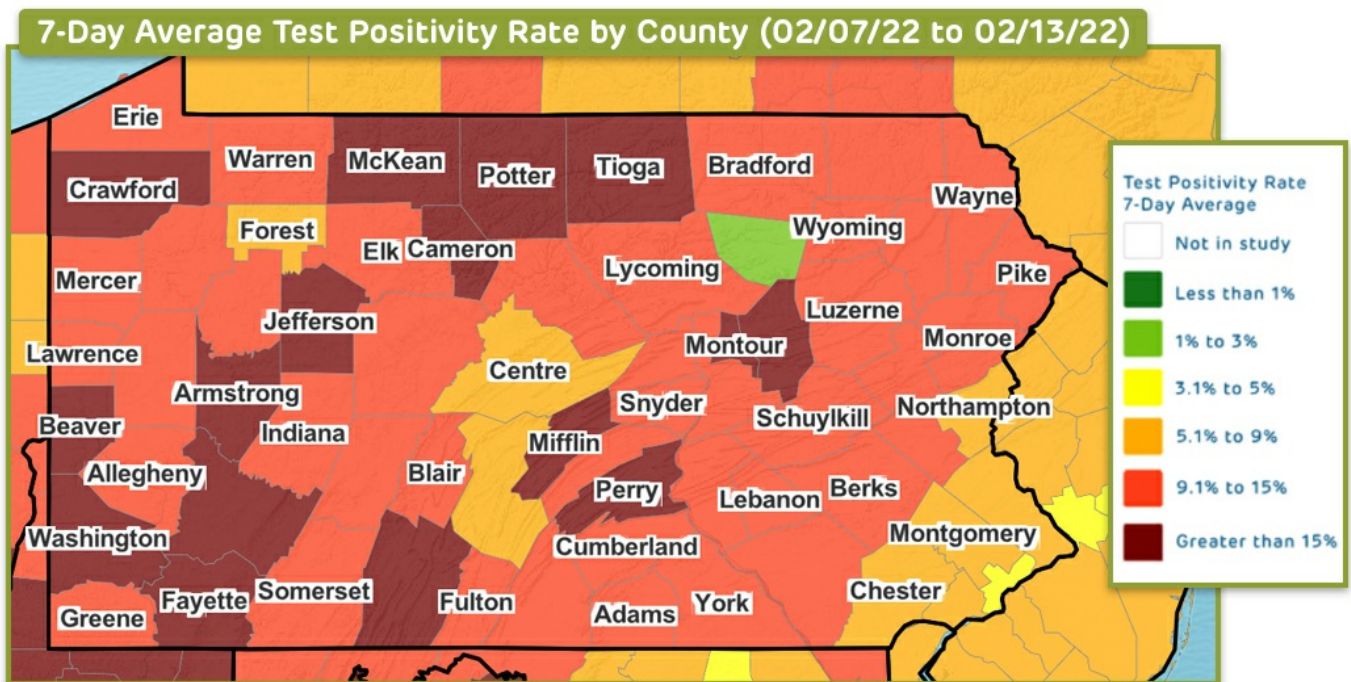 7-Day Average Test Positivity Rate by County (02/07/22 to 02/13/22)
Erie
Warren
McKean
Potter
Tioga
Bradford
Crawford
Wayne
Forest
Wyoming
Elk
Cameron
Lycoming
Pike
Mercer
Luzerne
Jefferson
Monroe
Lawrence
Montour
Centre
Armstrong
Snyder
Northampton
Schuylkill
Beaver
Indiana
Mifflin
Allegheny
Blair
Perry
Lebanon
Berks
Washington
Cumberland
Montgomery
Greene
Fayette
Somerset
Fulton
Adams
York
Chester
Test Positivity Rate
7-Day Average
Not in study
Less than 1%
1% to 3%
3.1% to 5%
5.1% to 9%
9.1% to 15%
Greater than 15%